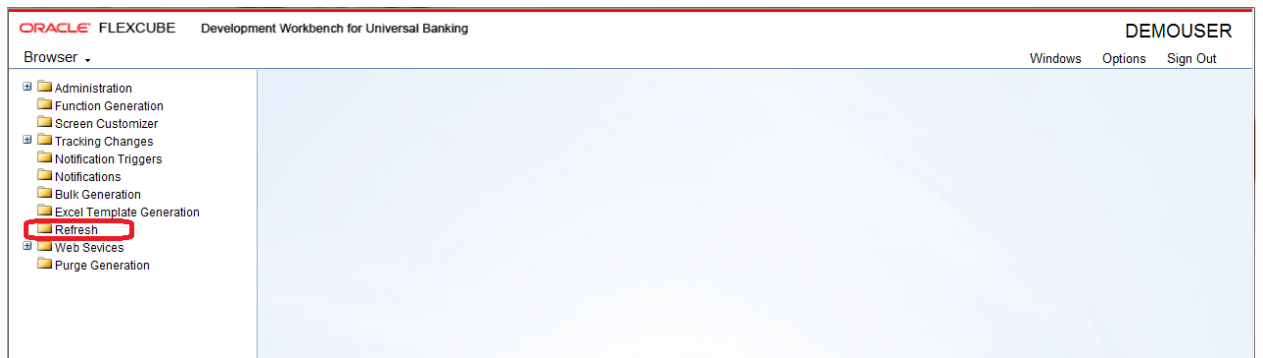 ORACLE FLEXCUBE Development Workbench for Universal Banking DEMOUSER
Browser Windows Options Sign Out
Administration
Function Generation
Screen Customizer
Tracking Changes
Notification Triggers
Notifications
Bulk Generation
Excel Template Generation
Refresh
Web Sevices
Purge Generation